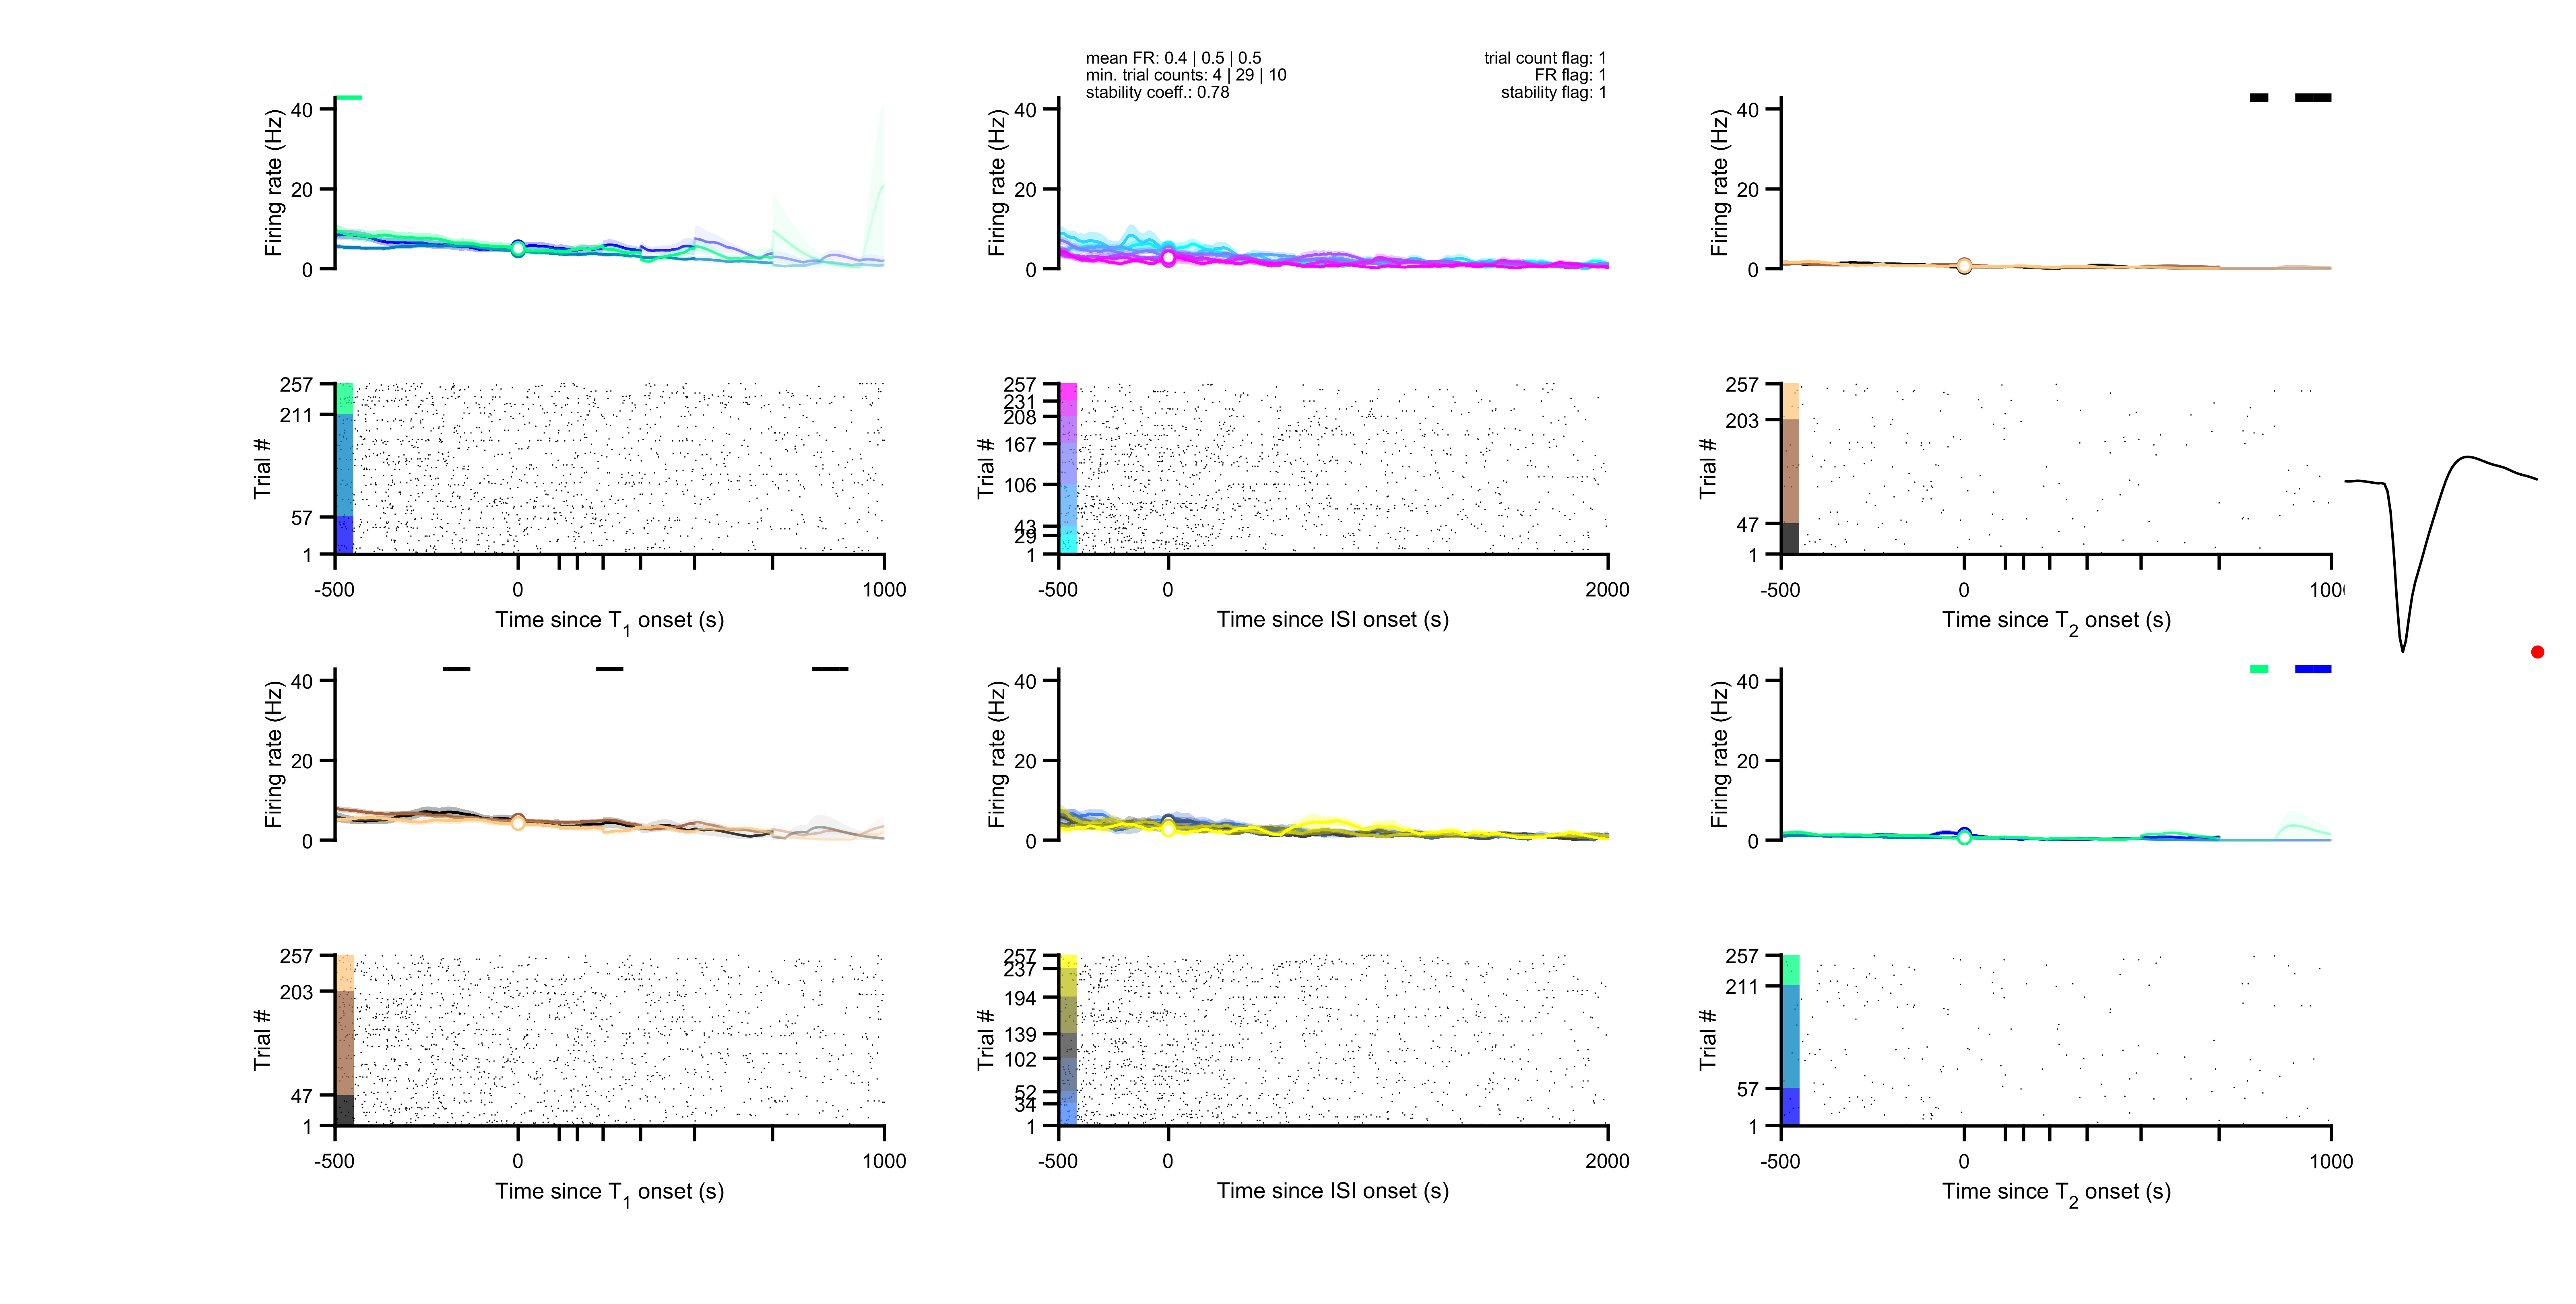 mean FR: 0.4 | 0.5 | 0.5
min. trial counts: 4 | 29 | 10
stability coeff.: 0.78
trial count flag: 1
FR flag: 1
stability flag: 1
Firing rate (Hz)
40
20
0
Firing rate (Hz)
40
20
0
Firing rate (Hz)
40
20
0
Trial #
257
211
57
1
-500
0
1000
Time since T1 onset (s)
Trial #
257
231
208
167
106
43
29
1
-500
0
2000
Time since ISI onset (s)
Trial #
257
203
47
1
-500
0
1000
Time since T2 onset (s)
Firing rate (Hz)
40
20
0
Firing rate (Hz)
40
20
0
Firing rate (Hz)
40
20
0
Trial #
257
203
47
1
-500
0
1000
Time since T1 onset (s)
Trial #
257
237
194
139
102
52
34
1
-500
0
2000
Time since ISI onset (s)
Trial #
257
211
57
1
-500
0
1000
Time since T2 onset (s)